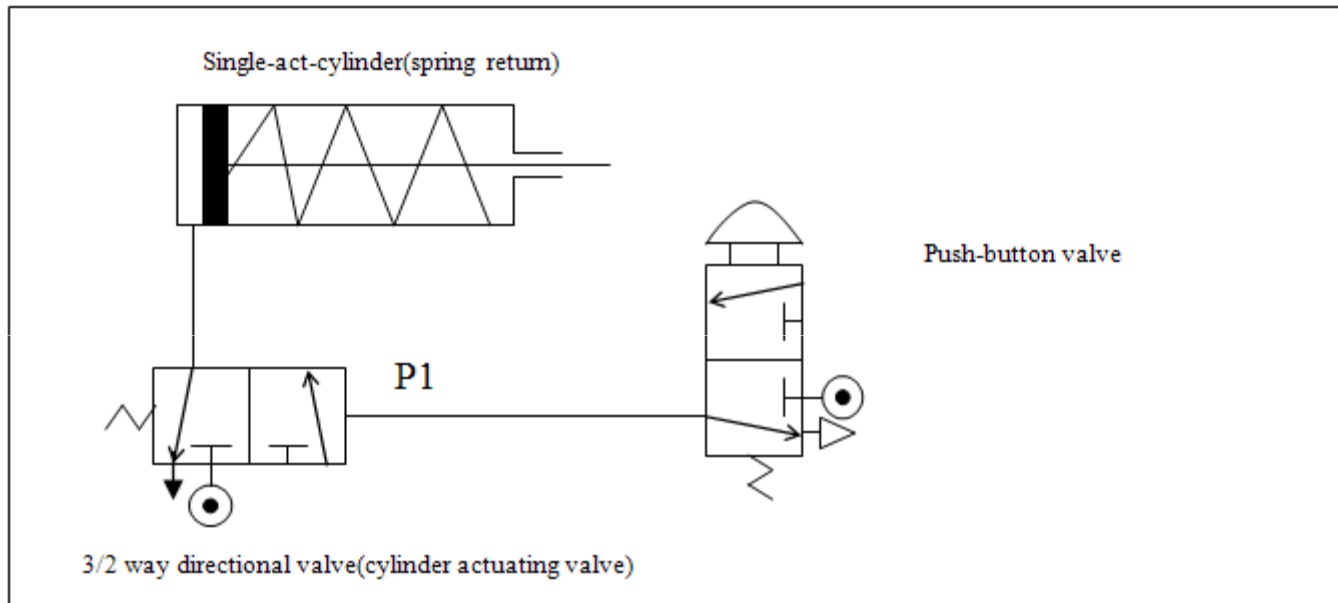 Single-act-cylinder(spring return)
Push-button valve
P1
3/2 way directional valve(cylinder actuating valve)